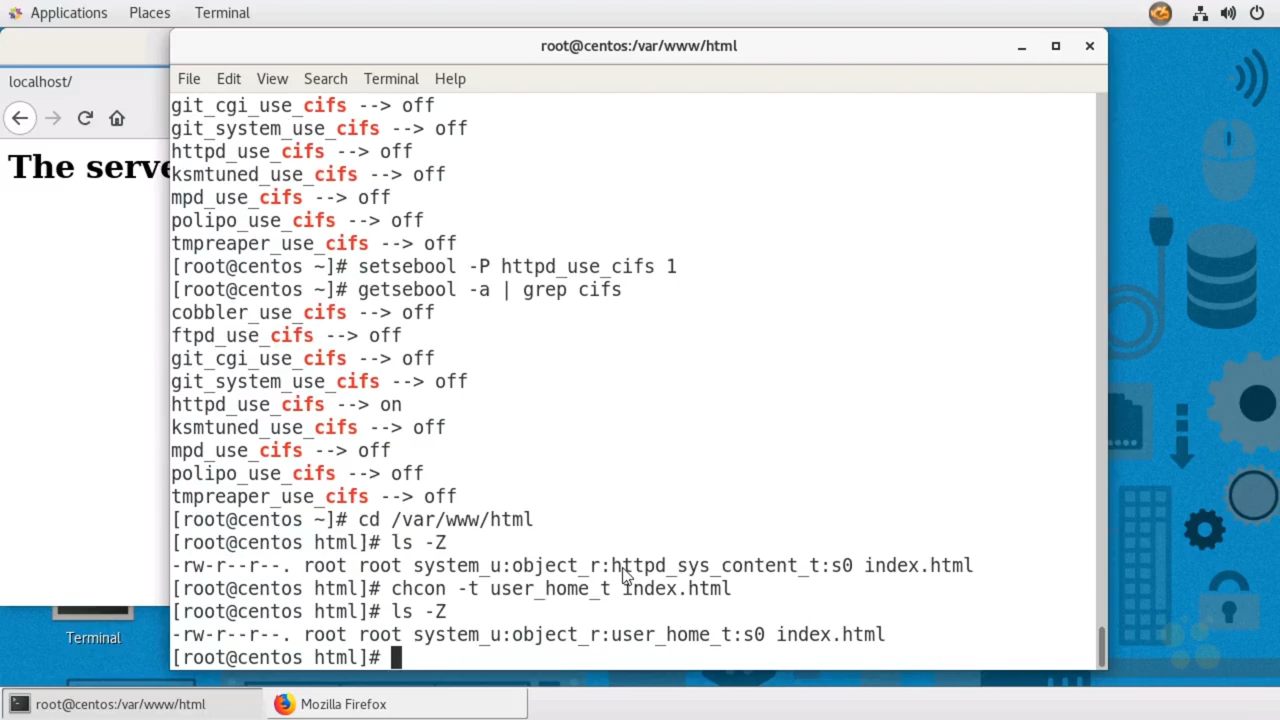 Applications Places Terminal
root@centos:/var/www/html
File Edit View Search Terminal Help
localhost/
The serve
git_cgi_use_cifs --> off
git_system_use_cifs --> off
httpd_use_cifs --> off
ksmtuned_use_cifs --> off
mpd_use_cifs --> off
polipo_use_cifs --> off
tmpreaper_use_cifs --> off
[root@centos ~]# setsebool -P httpd_use_cifs 1
[root@centos ~]# getsebool -a | grep cifs
cobbler_use_cifs --> off
ftpd_use_cifs --> off
git_cgi_use_cifs --> off
git_system_use_cifs --> off
httpd_use_cifs --> on
ksmtuned_use_cifs --> off
mpd_use_cifs --> off
polipo_use_cifs --> off
tmpreaper_use_cifs --> off
[root@centos ~]# cd /var/www/html
[root@centos html]# ls -Z
-rw-r--r--. root root system_u:object_r:httpd_sys_content_t:s0 index.html
[root@centos html]# chcon -t user_home_t index.html
[root@centos html]# ls -Z
-rw-r--r--. root root system_u:object_r:user_home_t:s0 index.html
[root@centos html]#
Terminal
root@centos:/var/www/html
Mozilla Firefox